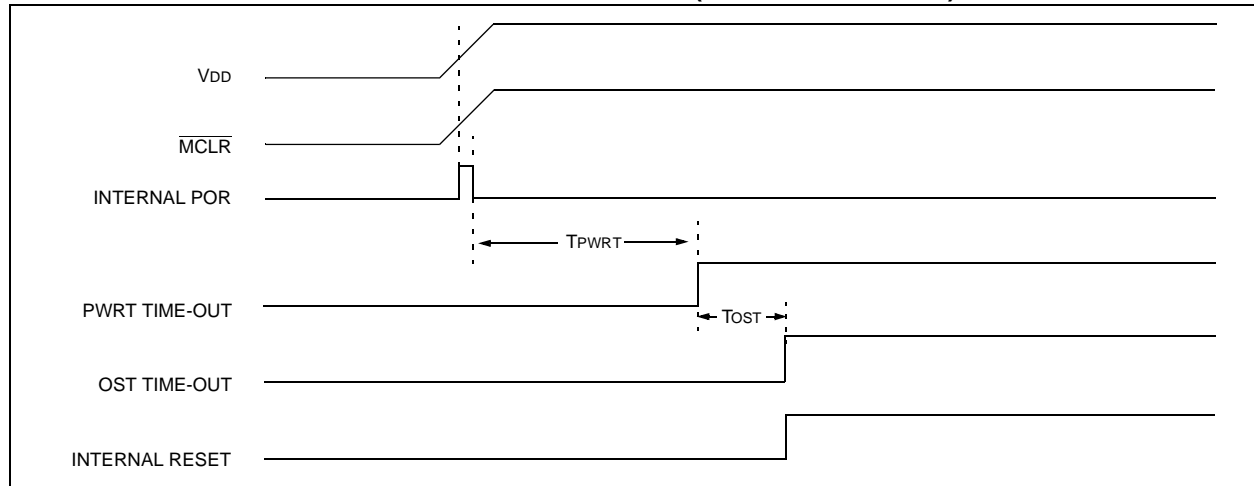 VDD
MCLR
INTERNAL POR
TPWRT
PWRT TIME-OUT
TOST
OST TIME-OUT
INTERNAL RESET